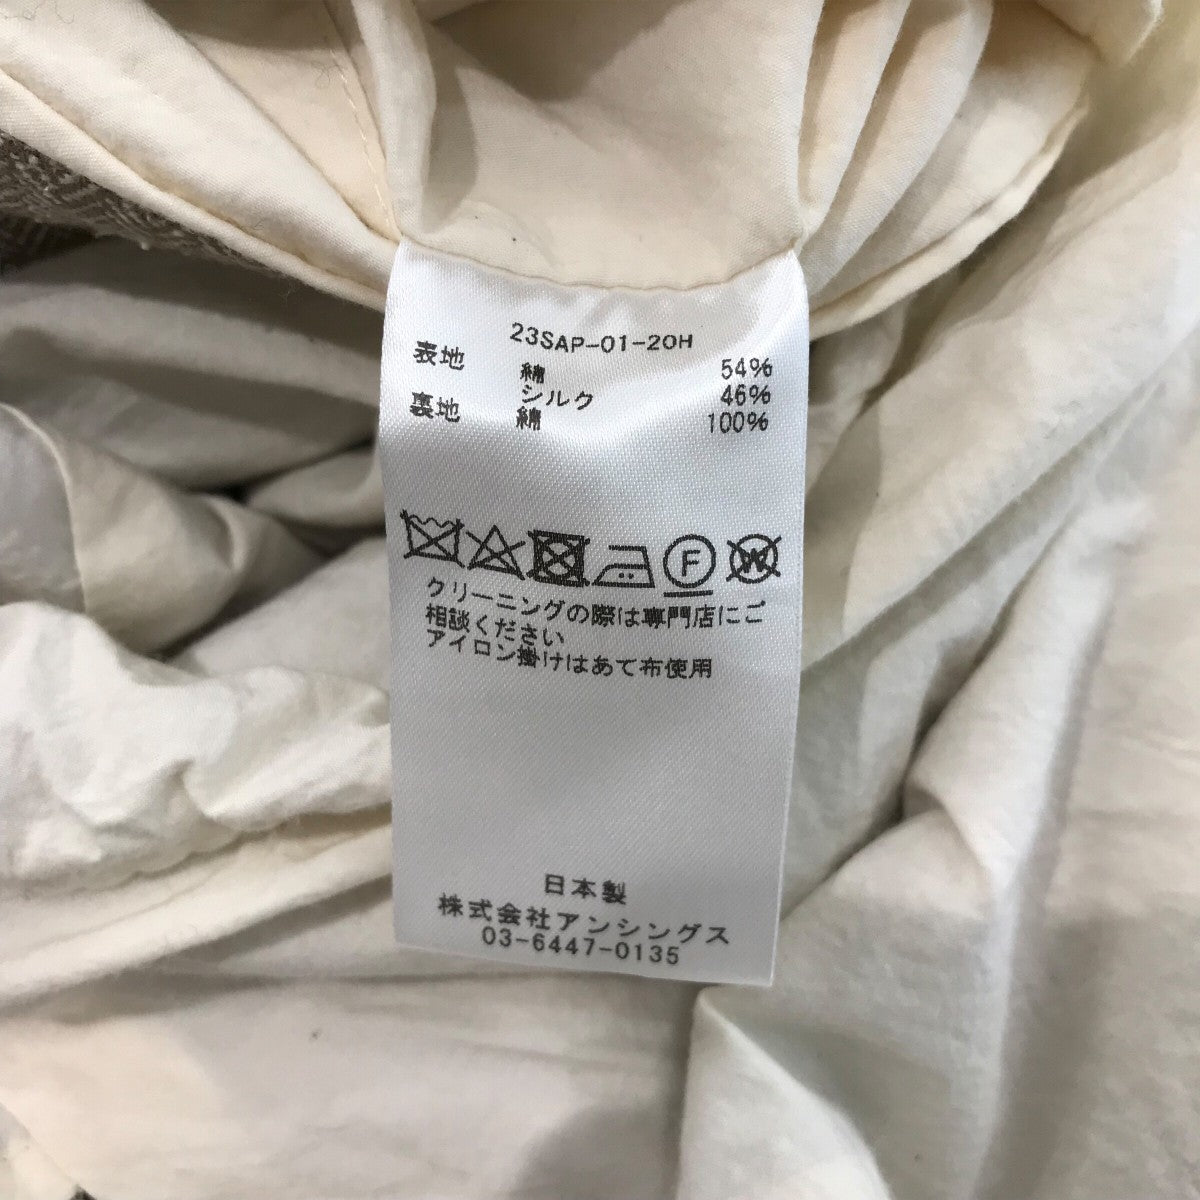 23SAP-01-20H
表地 綿 54%
シルク 46%
裏地 綿 100%
F W
クリーニングの際は専門店にご
相談ください
アイロン掛けはあて布使用
日本製
株式会社アンシングス
03-6447-0135